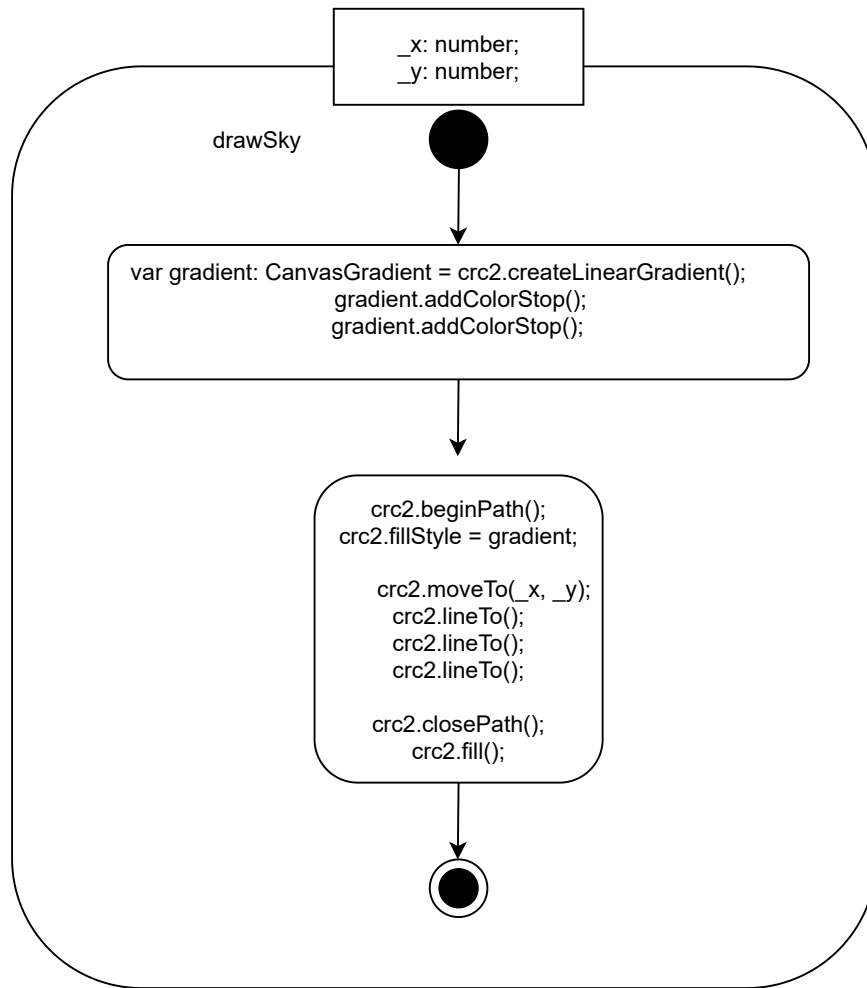 _x: number;
_y: number;
drawSky
var gradient: CanvasGradient = crc2.createLinearGradient();
gradient.addColorStop();
gradient.addColorStop();
crc2.beginPath();
crc2.fillStyle = gradient;
crc2.moveTo(_x, _y);
crc2.lineTo();
crc2.lineTo();
crc2.lineTo();
crc2.closePath();
crc2.fill();